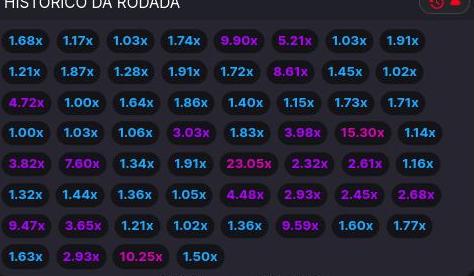 HISTÓRICO DA RODADA
1.68x 1.17x 1.03x 1.74x 9.90x 5.21x 1.03x 1.91x
1.21x 1.87x 1.28x 1.91x 1.72x 8.61x 1.45x 1.02x
4.72x 1.00x 1.64x 1.86x 1.40x 1.15x 1.73x 1.71x
1.00x 1.03x 1.06x 3.03x 1.83x 3.98x 15.30x 1.14x
3.82x 7.60x 1.34x 1.91x 23.05x 2.32x 2.61x 1.16x
1.32x 1.44x 1.36x 1.05x 4.48x 2.93x 2.45x 2.68x
9.47x 3.65x 1.21x 1.02x 1.36x 9.59x 1.60x 1.77x
1.63x 2.93x 10.25x 1.50x